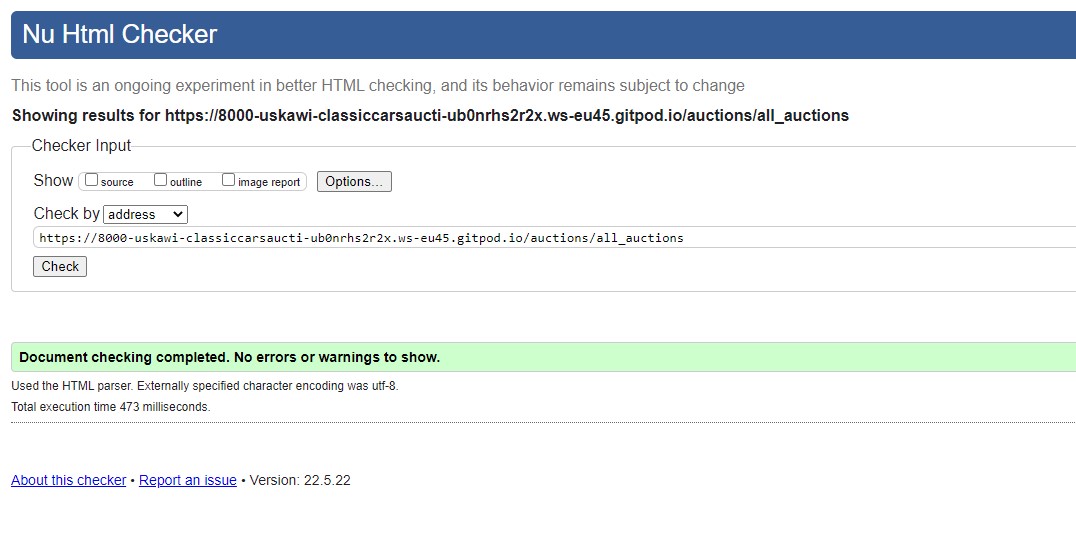 Nu Html Checker
This tool is an ongoing experiment in better HTML checking, and its behavior remains subject to change
Showing results for https://8000-uskawi-classiccarsaucti-ub0nrhs2r2x.ws-eu45.gitpod.io/auctions/all_auctions
Checker Input
Show source outline image report Options...
Check by address
https://8000-uskawi-classiccarsaucti-ub0nrhs2r2x.ws-eu45.gitpod.io/auctions/all_auctions
Check
Document checking completed. No errors or warnings to show.
Used the HTML parser. Externally specified character encoding was utf-8.
Total execution time 473 milliseconds.
About this checker • Report an issue • Version: 22.5.22